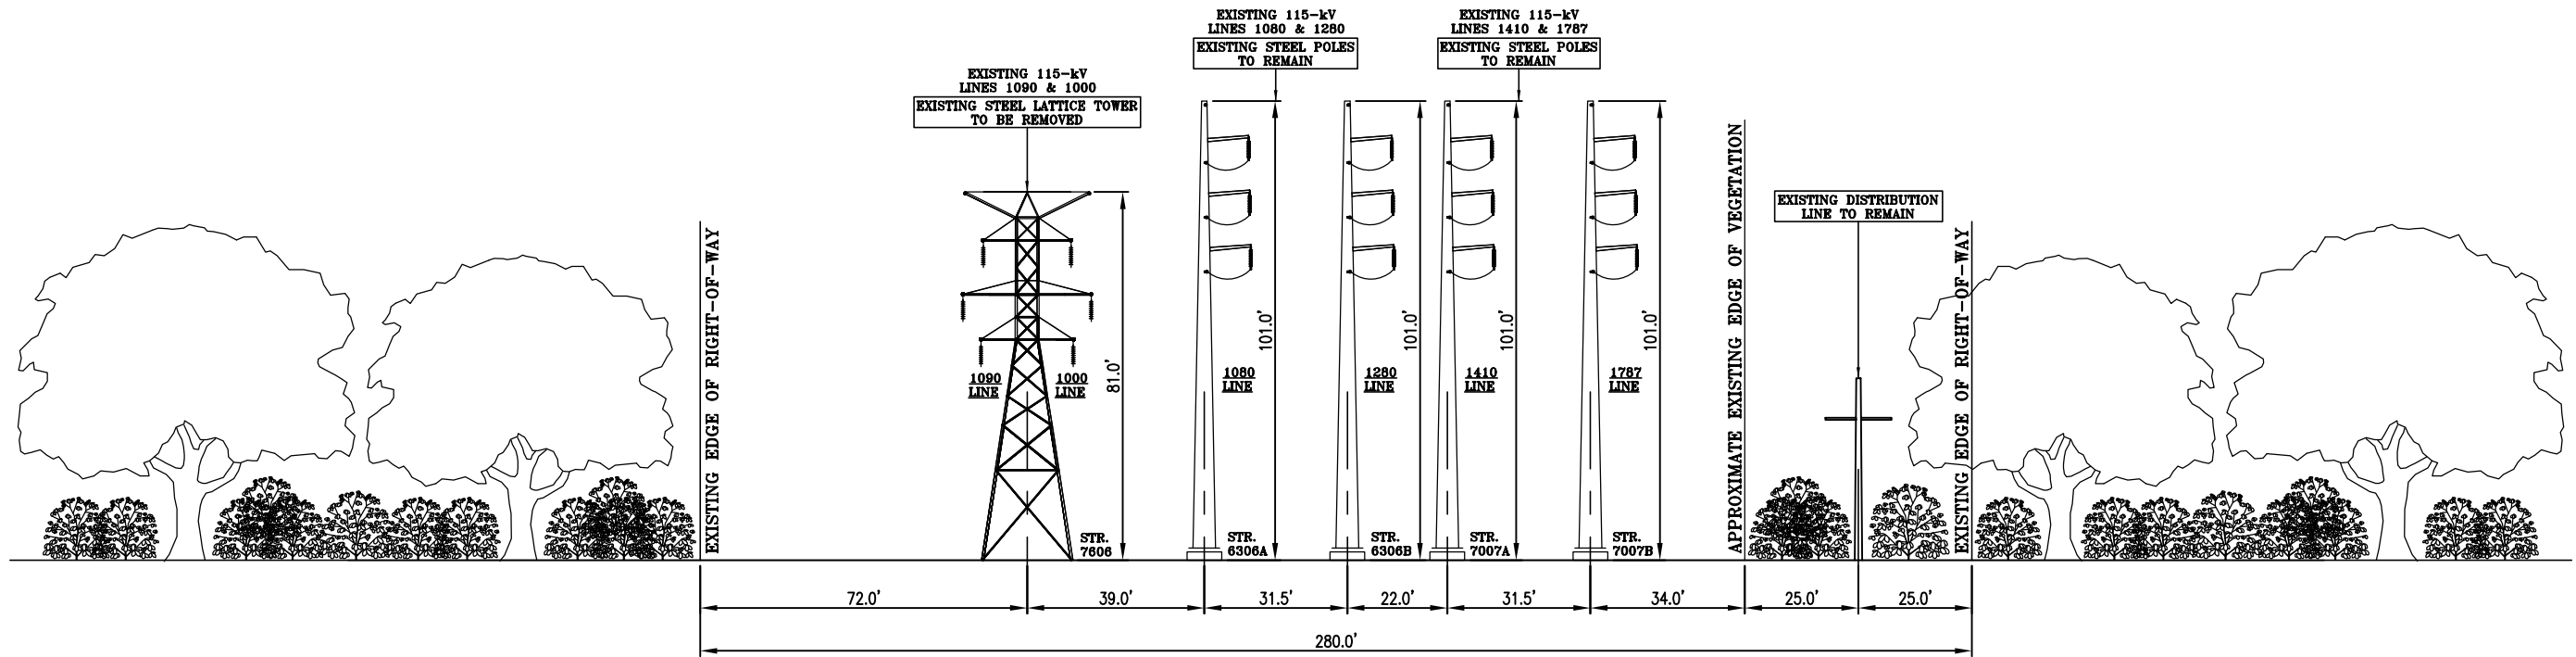 EXISTING 115-kV
LINES 1080 & 1280
EXISTING STEEL POLES
TO REMAIN
EXISTING 115-kV
LINES 1410 & 1787
EXISTING STEEL POLES
TO REMAIN
EXISTING 115-kV
LINES 1090 & 1000
EXISTING STEEL LATTICE TOWER
TO BE REMOVED
EXISTING DISTRIBUTION
LINE TO REMAIN
EXISTING EDGE OF RIGHT-OF-WAY
1090
LINE
1000
LINE
81.0'
1080
LINE
101.0'
1280
LINE
101.0'
1410
LINE
101.0'
1787
LINE
101.0'
APPROXIMATE EXISTING EDGE OF VEGETATION
EXISTING EDGE OF RIGHT-OF-WAY
STR.
7606
STR.
6306A
STR.
6306B
STR.
7007A
STR.
7007B
72.0'
39.0'
31.5'
22.0'
31.5'
34.0'
25.0'
25.0'
280.0'